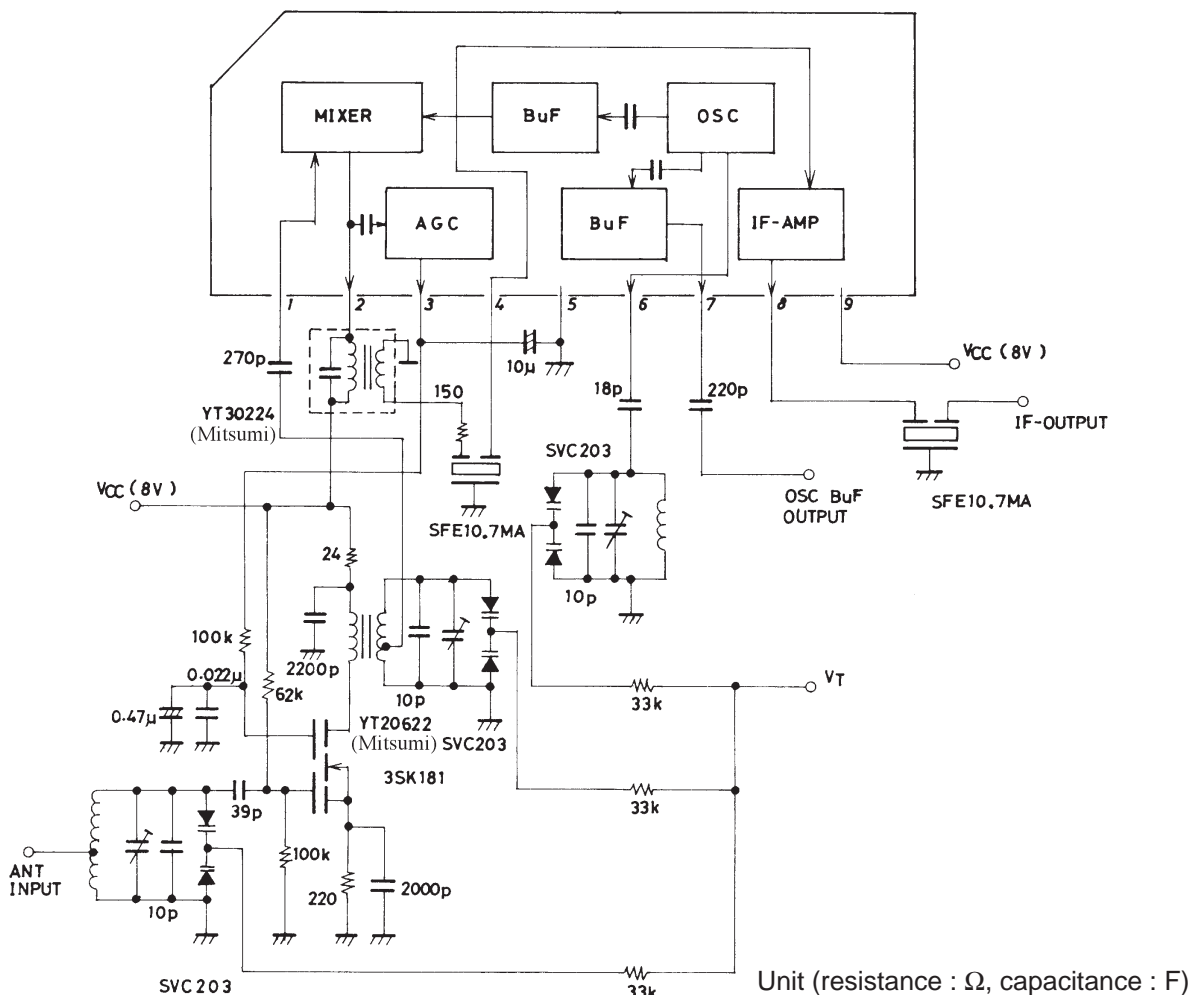 MIXER
BuF
OSC
AGC
BuF
IF-AMP
1
2
3
4
5
6
7
8
9
270p
10μ
VCC (8V)
150
18p
220p
YT30224
(Mitsumi)
IF-OUTPUT
SVC203
VCC (8V)
OSC BuF
OUTPUT
SFE10.7MA
SFE10.7MA
24
10p
100k
2200p
0.022μ
62k
10p
VT
33k
0.47μ
YT20622
(Mitsumi)
SVC203
3SK181
39p
33k
ANT
INPUT
100k
10p
220
2000p
SVC203
33k
Unit (resistance : Ω, capacitance : F)